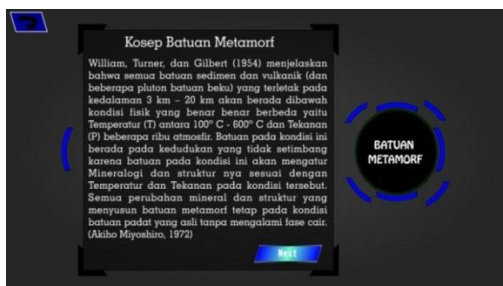 Kosep Batuan Metamorf
William, Turner, dan Gilbert (1954) menjelaskan
bahwa semua batuan sedimen dan vulkanik (dan
beberapa pluton batuan beku) yang terletak pada
kedalaman 3 km – 20 km akan berada dibawah
kondisi fisik yang benar benar berbeda yaitu
Temperatur (T) antara 100° C - 600° C dan Tekanan
(P) beberapa ribu atmosfir. Batuan pada kondisi ini
berada pada kedudukan yang tidak setimbang
karena batuan pada kondisi ini akan mengatur
Mineralogi dan struktur nya sesuai dengan
Temperatur dan Tekanan pada kondisi tersebut.
Semua perubahan mineral dan struktur yang
menyusun batuan metamorf tetap pada kondisi
batuan padat yang asli tanpa mengalami fase cair.
(Akiho Miyoshiro, 1972)
Next
BATUAN
METAMORF